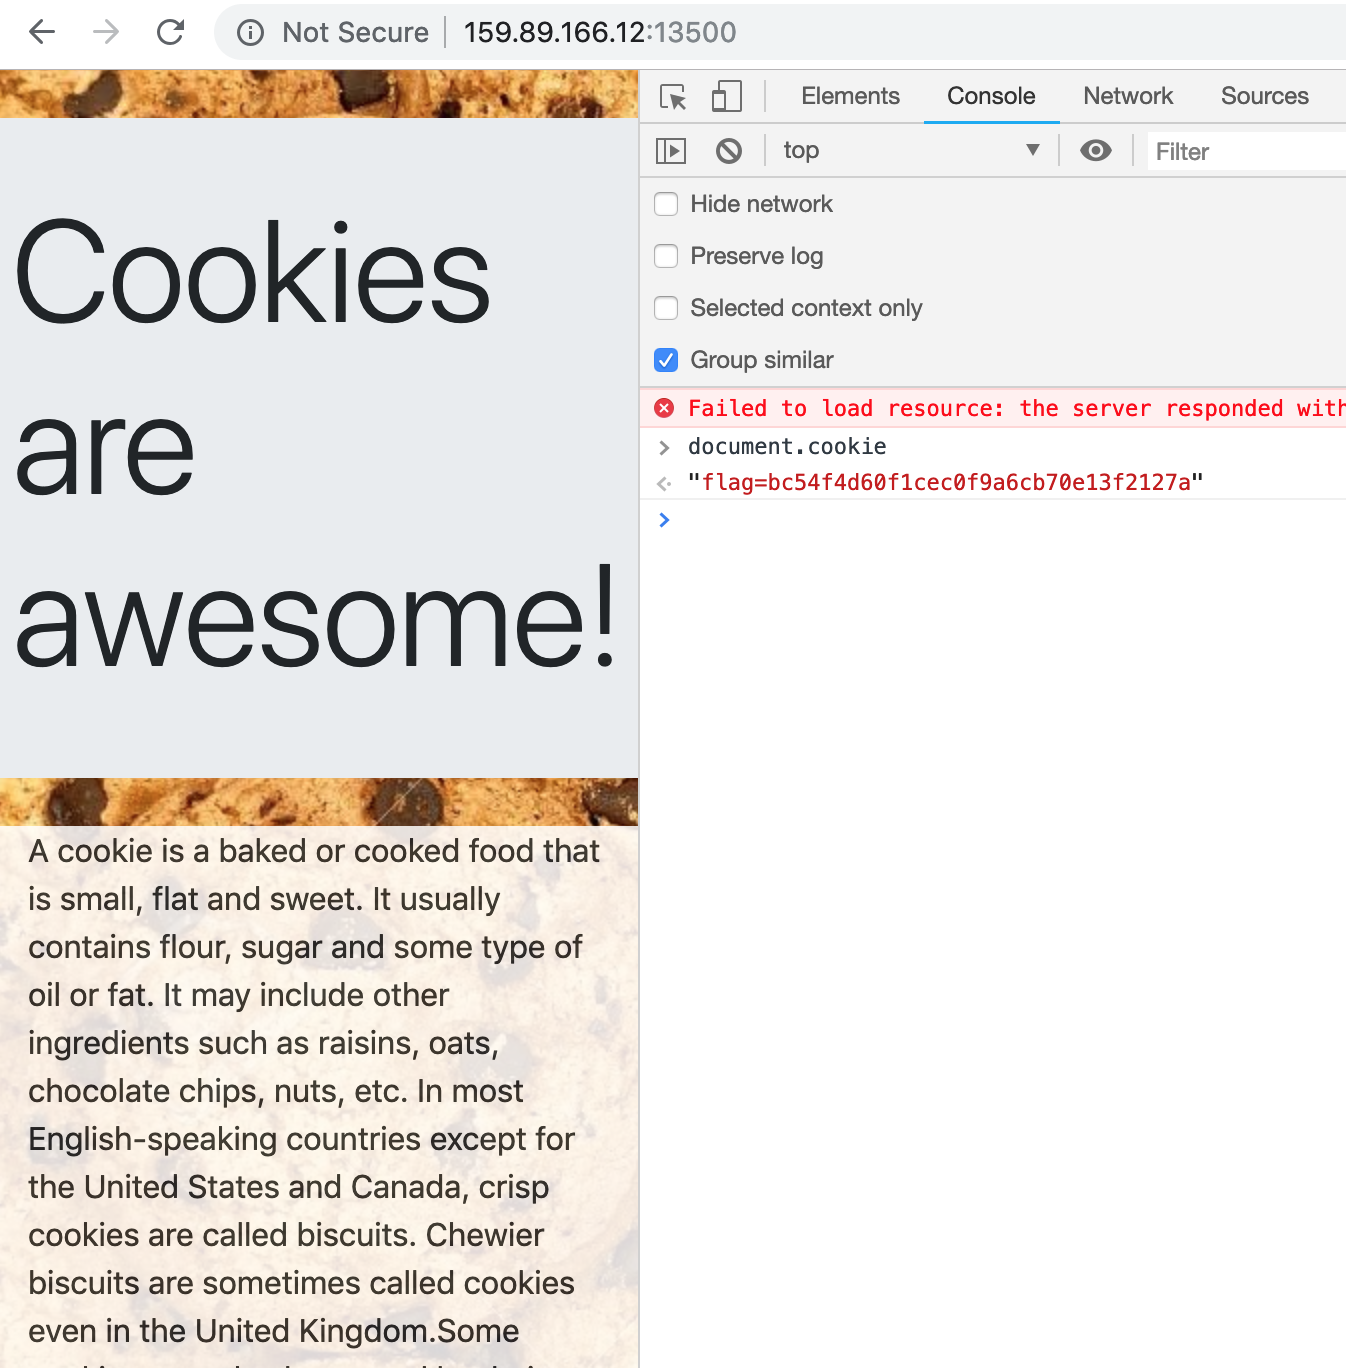 Not Secure | 159.89.166.12:13500
Elements Console Network Sources
top Filter
Hide network
Preserve log
Selected context only
Group similar
Failed to load resource: the server responded with
document.cookie
"flag=bc54f4d60f1cec0f9a6cb70e13f2127a"
Cookies
are
awesome!
A cookie is a baked or cooked food that
is small, flat and sweet. It usually
contains flour, sugar and some type of
oil or fat. It may include other
ingredients such as raisins, oats,
chocolate chips, nuts, etc. In most
English-speaking countries except for
the United States and Canada, crisp
cookies are called biscuits. Chewier
biscuits are sometimes called cookies
even in the United Kingdom.Some